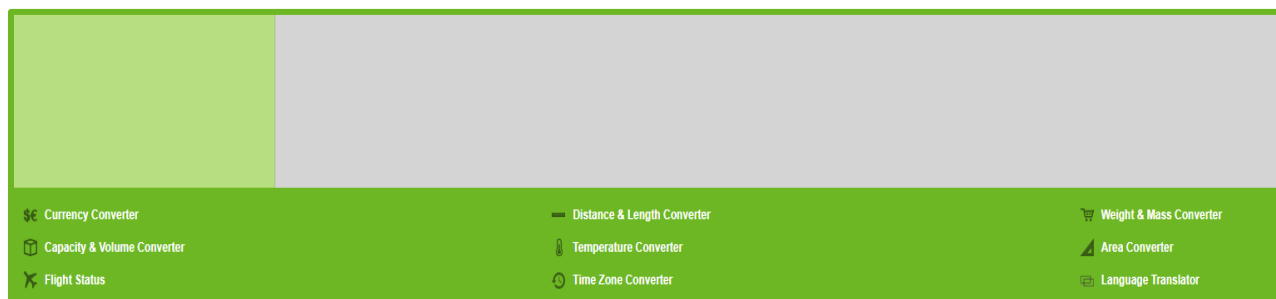 $€ Currency Converter
Distance & Length Converter
Weight & Mass Converter
Capacity & Volume Converter
Temperature Converter
Area Converter
Flight Status
Time Zone Converter
Language Translator